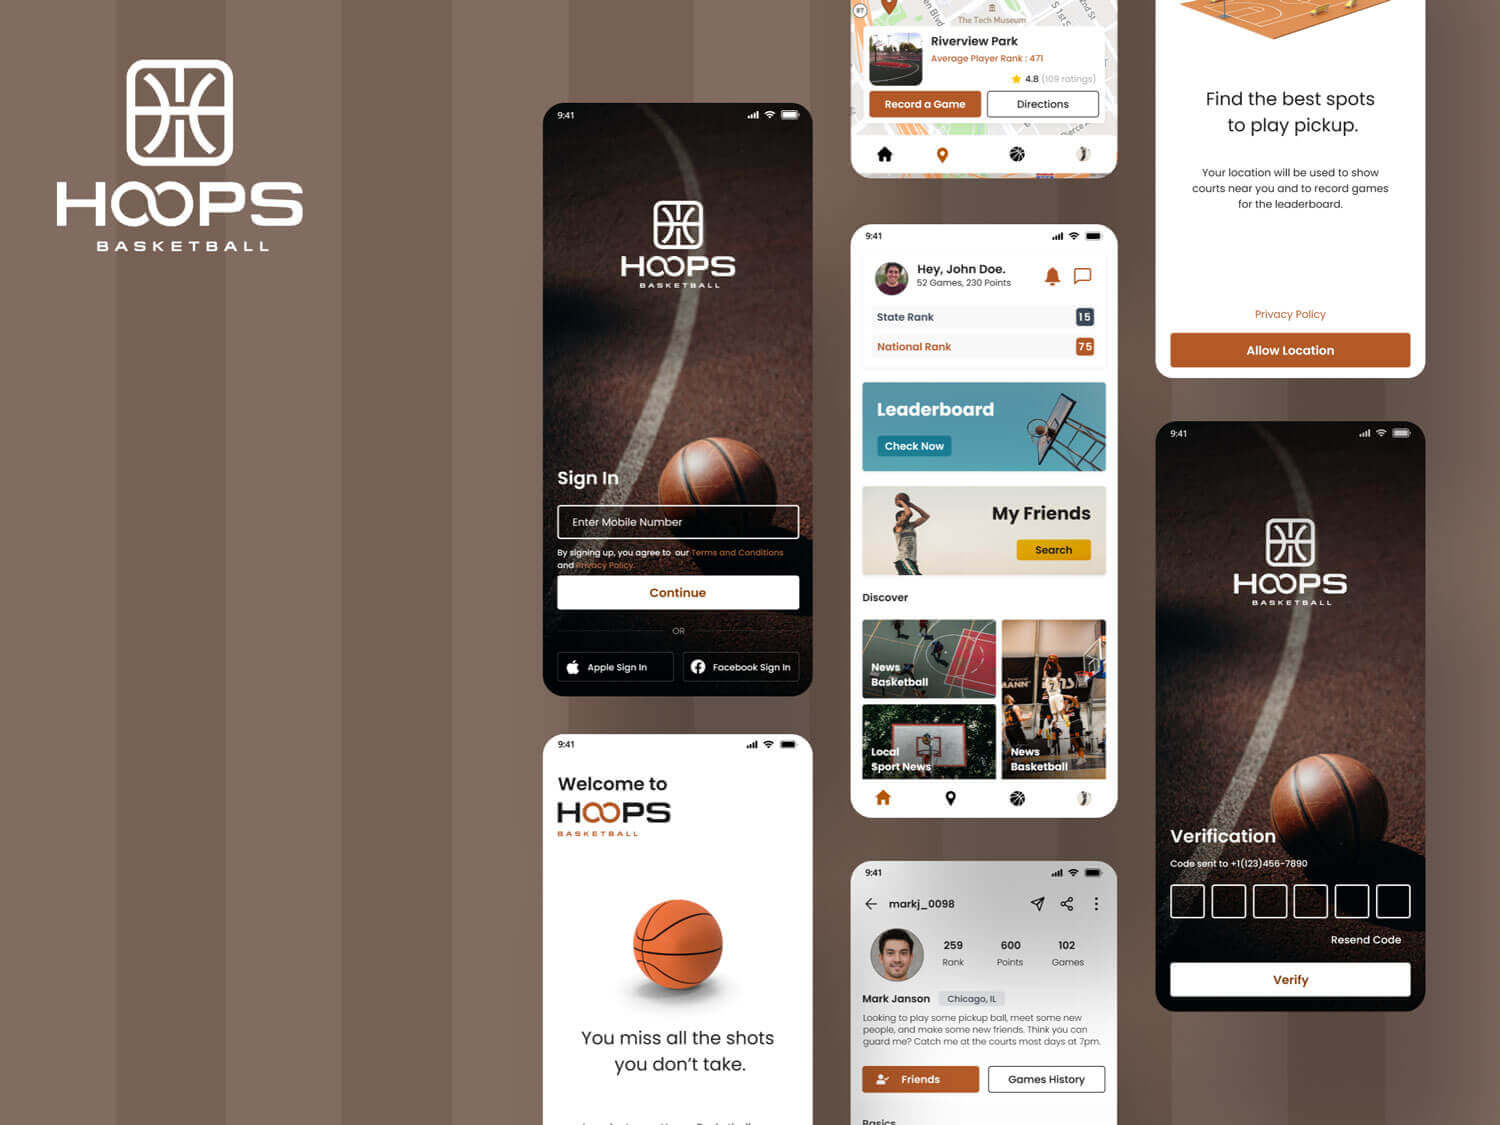 HOOPS
BASKETBALL
9:41
HOOPS
BASKETBALL
Sign In
Enter Mobile Number
By signing up, you agree to our Terms and Conditions
and Privacy Policy.
Continue
OR
Apple Sign In
Facebook Sign In
9:41
Welcome to
HOOPS
BASKETBALL
You miss all the shots
you don't take.
The Tech Museum
Riverview Park
Average Player Rank : 471
4.8 (109 ratings)
Record a Game
Directions
9:41
Hey, John Doe.
52 Games, 230 Points
State Rank
15
National Rank
75
Leaderboard
Check Now
My Friends
Search
Discover
News
Basketball
Local
Sport News
News
Basketball
9:41
markj_0098
259
600
102
Rank
Points
Games
Mark Janson
Chicago, IL
Looking to play some pickup ball, meet some new
people, and make some new friends. Think you can
guard me? Catch me at the courts most days at 7pm.
Friends
Games History
Basics
Find the best spots
to play pickup.
Your location will be used to show
courts near you and to record games
for the leaderboard.
Privacy Policy
Allow Location
9:41
HOOPS
BASKETBALL
Verification
Code sent to +1(123)456-7890
Resend Code
Verify